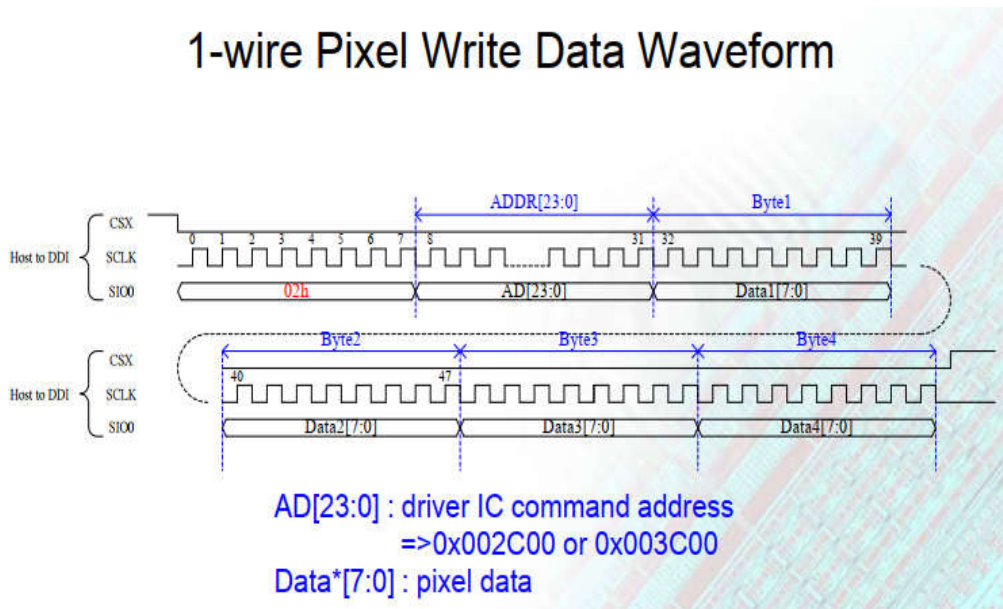 1-wire Pixel Write Data Waveform
ADDR[23:0] Byte1
CSX
0 1 2 3 4 5 6 7 8 31 32 39
Host to DDI SCLK
SIO0 02h AD[23:0] Data1[7:0]
Byte2 Byte3 Byte4
CSX
40 47
Host to DDI SCLK
SIO0 Data2[7:0] Data3[7:0] Data4[7:0]
AD[23:0] : driver IC command address
=>0x002C00 or 0x003C00
Data*[7:0] : pixel data